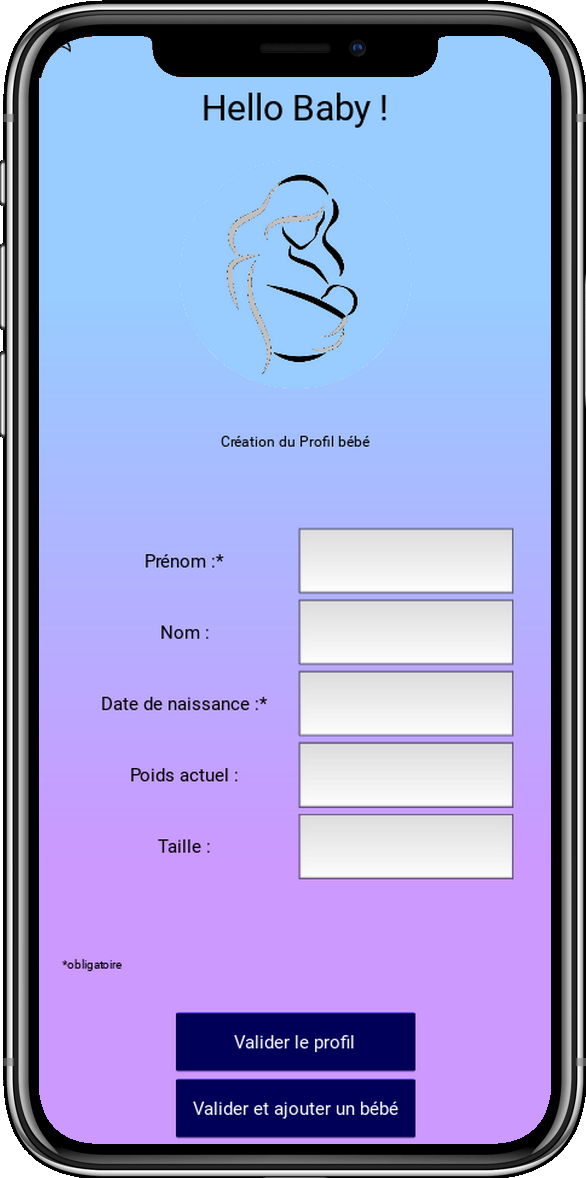 Hello Baby !
Création du Profil bébé
Prénom :*
Nom :
Date de naissance :*
Poids actuel :
Taille :
*obligatoire
Valider le profil
Valider et ajouter un bébé